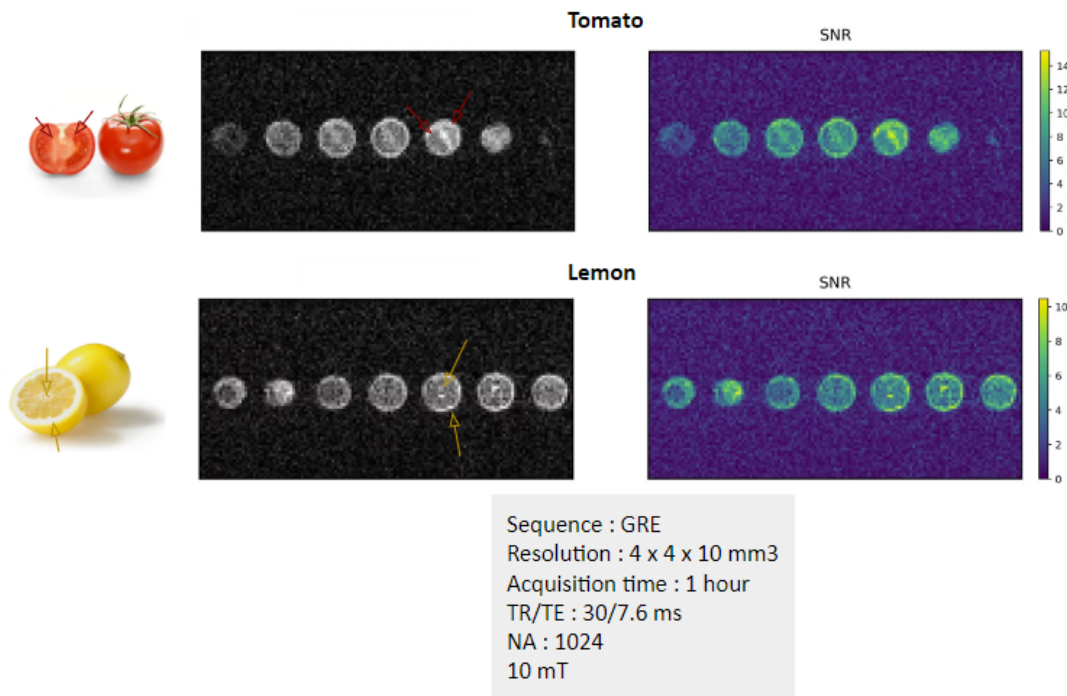 Tomato
SNR
14
12
10
8
6
4
2
0
Lemon
SNR
10
8
6
4
2
0
Sequence : GRE
Resolution : 4 x 4 x 10 mm3
Acquisition time : 1 hour
TR/TE : 30/7.6 ms
NA : 1024
10 mT